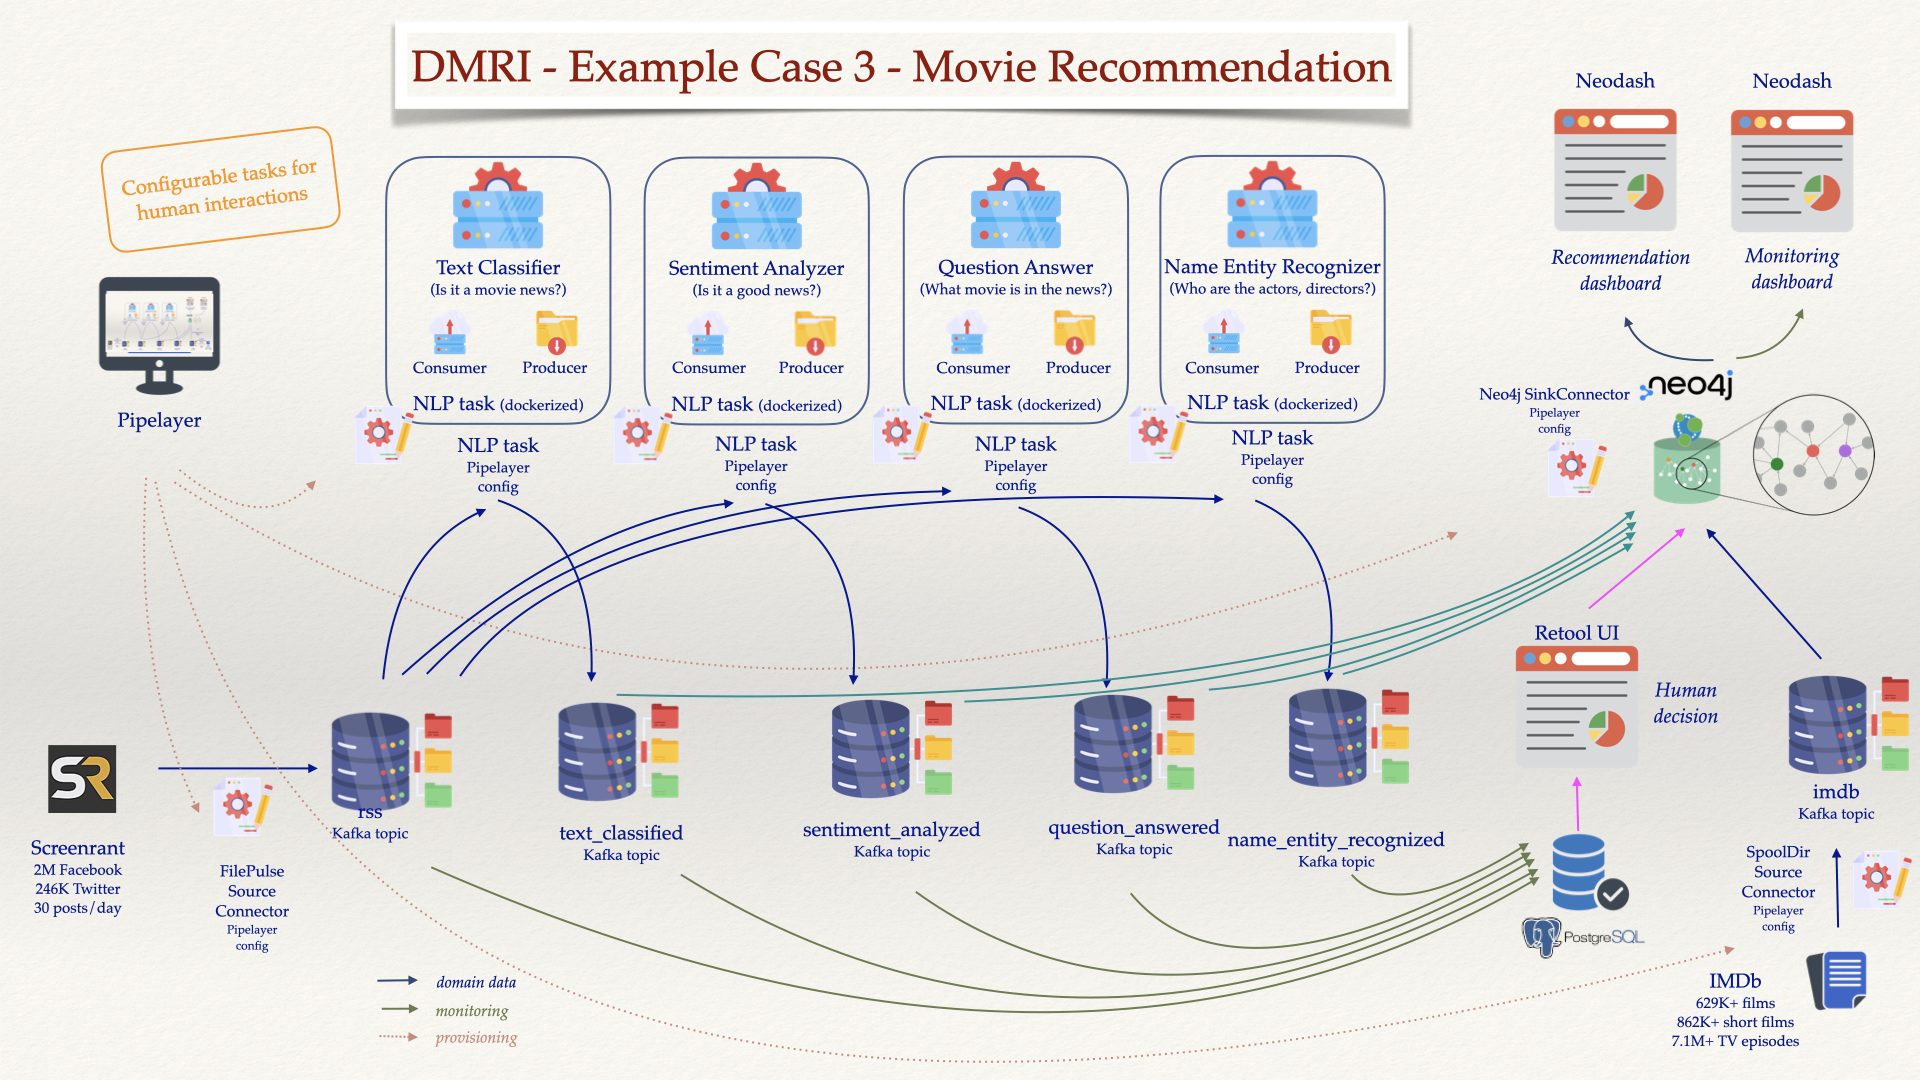 DMRI - Example Case 3 - Movie Recommendation
Configurable tasks for
human interactions
Pipelayer
Text Classifier
(Is it a movie news?)
Consumer
Producer
NLP task (dockerized)
NLP task
Pipelayer
config
Sentiment Analyzer
(Is it a good news?)
Consumer
Producer
NLP task (dockerized)
NLP task
Pipelayer
config
Question Answer
(What movie is in the news?)
Consumer
Producer
NLP task (dockerized)
NLP task
Pipelayer
config
Name Entity Recognizer
(Who are the actors, directors?)
Consumer
Producer
NLP task (dockerized)
NLP task
Pipelayer
config
Neodash
Recommendation
dashboard
Neodash
Monitoring
dashboard
neo4j
Neo4j SinkConnector
Pipelayer
config
Retool UI
Human
decision
SR
Screenrant
2M Facebook
246K Twitter
30 posts/day
FilePulse
Source
Connector
Pipelayer
config
rss
Kafka topic
text_classified
Kafka topic
sentiment_analyzed
Kafka topic
question_answered
Kafka topic
name_entity_recognized
Kafka topic
PostgreSQL
imdb
Kafka topic
SpoolDir
Source
Connector
Pipelayer
config
IMDb
629K+ films
862K+ short films
7.1M+ TV episodes
domain data
monitoring
provisioning